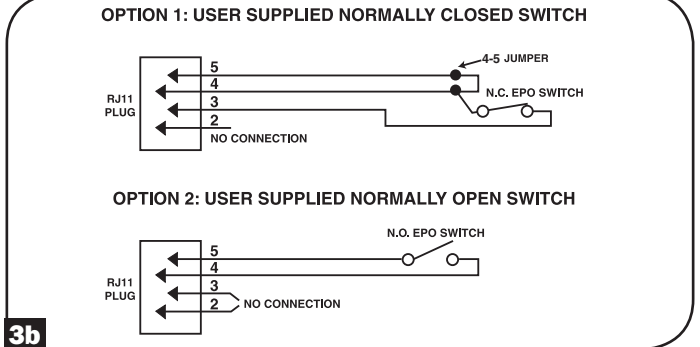 OPTION 1: USER SUPPLIED NORMALLY CLOSED SWITCH
4-5 JUMPER
5
4
N.C. EPO SWITCH
RJ11
PLUG
3
2
NO CONNECTION
OPTION 2: USER SUPPLIED NORMALLY OPEN SWITCH
N.O. EPO SWITCH
5
4
RJ11
PLUG
3
2
NO CONNECTION
3b